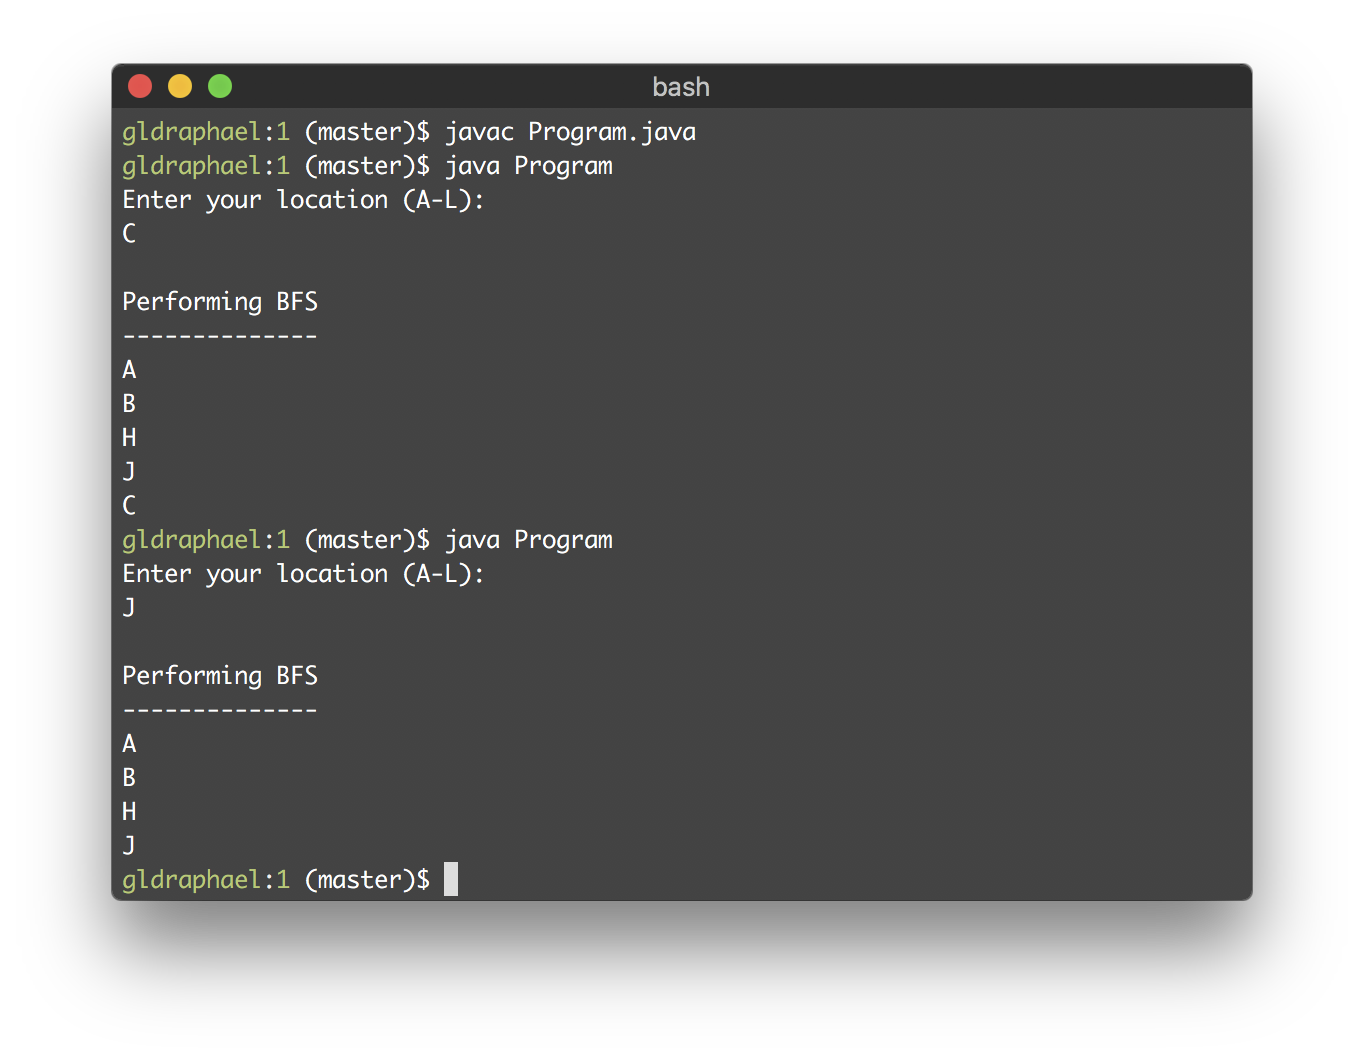 bash
gldraphael:1 (master)$ javac Program.java
gldraphael:1 (master)$ java Program
Enter your location (A-L):
C
Performing BFS
--------------
A
B
H
J
C
gldraphael:1 (master)$ java Program
Enter your location (A-L):
J
Performing BFS
--------------
A
B
H
J
gldraphael:1 (master)$